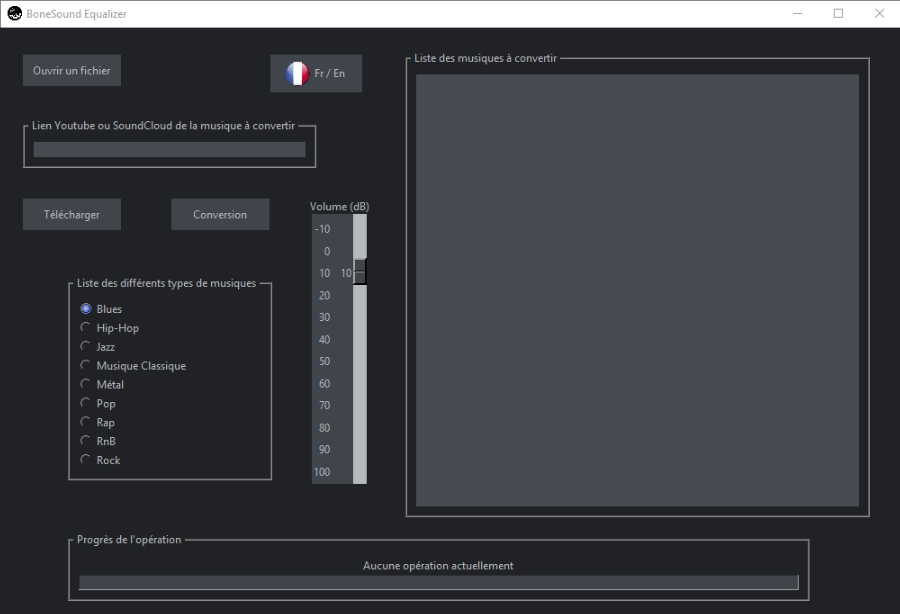 BoneSound Equalizer
Ouvrir un fichier
Fr / En
Lien Youtube ou SoundCloud de la musique à convertir
Télécharger
Conversion
Volume (dB)
-10
0
10 10
20
30
40
50
60
70
80
90
100
Liste des différents types de musiques
Blues
Hip-Hop
Jazz
Musique Classique
Métal
Pop
Rap
RnB
Rock
Liste des musiques à convertir
Progrès de l'opération
Aucune opération actuellement